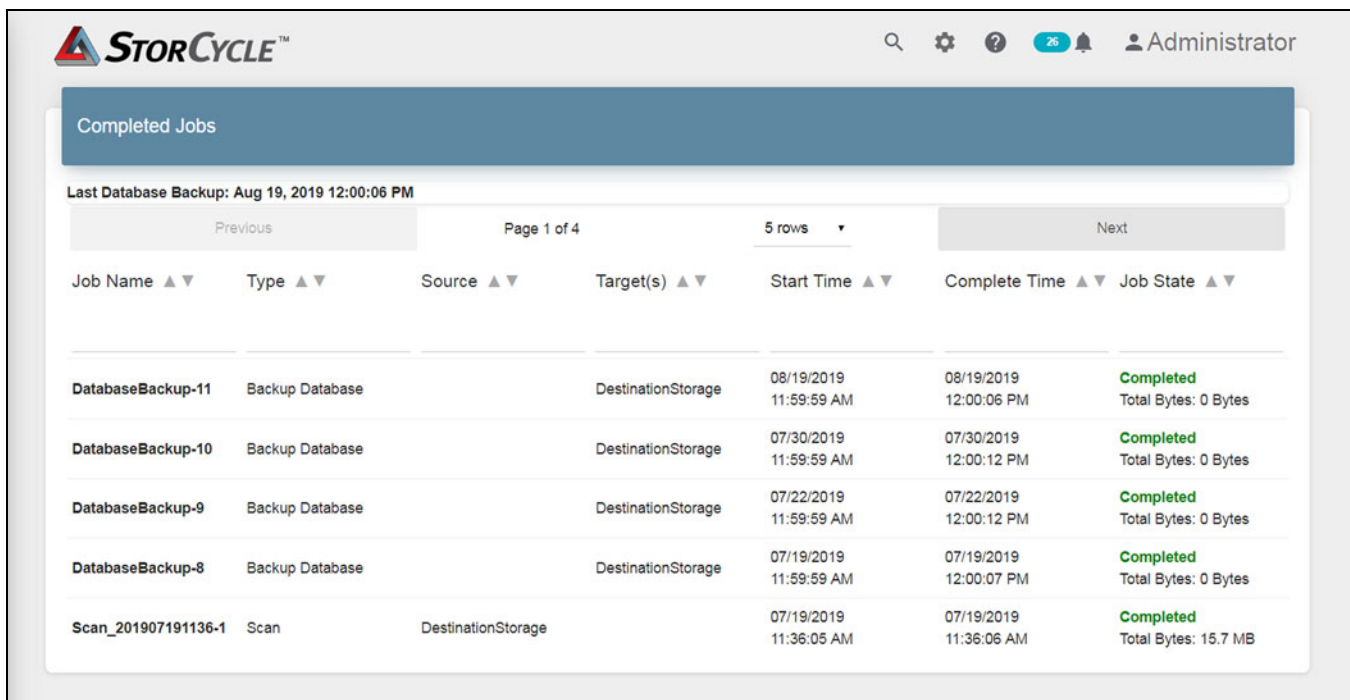 STORCYCLE™
26
Administrator
Completed Jobs
Last Database Backup: Aug 19, 2019 12:00:06 PM
Previous Page 1 of 4 5 rows Next
Job Name Type Source Target(s) Start Time Complete Time Job State
DatabaseBackup-11 Backup Database DestinationStorage 08/19/2019 11:59:59 AM 08/19/2019 12:00:06 PM Completed Total Bytes: 0 Bytes
DatabaseBackup-10 Backup Database DestinationStorage 07/30/2019 11:59:59 AM 07/30/2019 12:00:12 PM Completed Total Bytes: 0 Bytes
DatabaseBackup-9 Backup Database DestinationStorage 07/22/2019 11:59:59 AM 07/22/2019 12:00:12 PM Completed Total Bytes: 0 Bytes
DatabaseBackup-8 Backup Database DestinationStorage 07/19/2019 11:59:59 AM 07/19/2019 12:00:07 PM Completed Total Bytes: 0 Bytes
Scan_201907191136-1 Scan DestinationStorage 07/19/2019 11:36:05 AM 07/19/2019 11:36:06 AM Completed Total Bytes: 15.7 MB